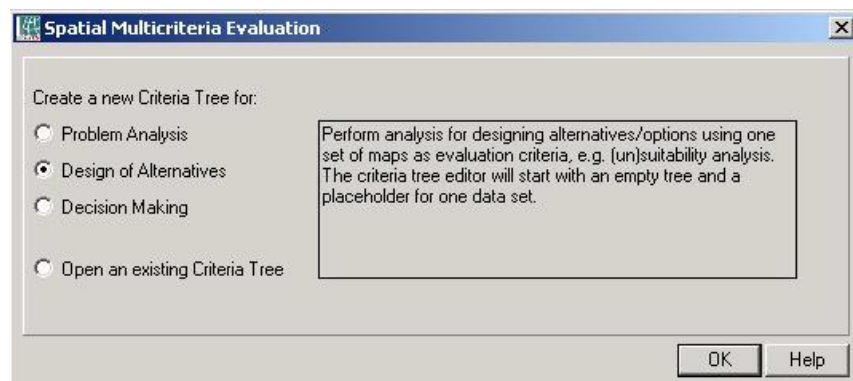 Spatial Multicriteria Evaluation
Create a new Criteria Tree for:
Problem Analysis
Design of Alternatives
Decision Making
Open an existing Criteria Tree
Perform analysis for designing alternatives/options using one
set of maps as evaluation criteria, e.g. (un)suitability analysis.
The criteria tree editor will start with an empty tree and a
placeholder for one data set.
OK
Help